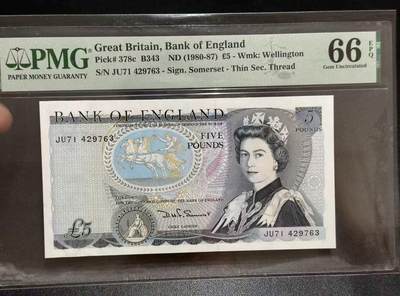 PMG
PAPER MONEY GUARANTY
Great Britain, Bank of England
Pick# 378c B343 ND (1980-87) £5 - Wmk: Wellington
S/N JU71 429763 - Sign. Somerset - Thin Sec. Thread
66 EPQ
Gem Uncirculated
BANK OF ENGLAND
JU71 429763
FIVE
POUNDS
5
POUNDS
£5
JU71 429763